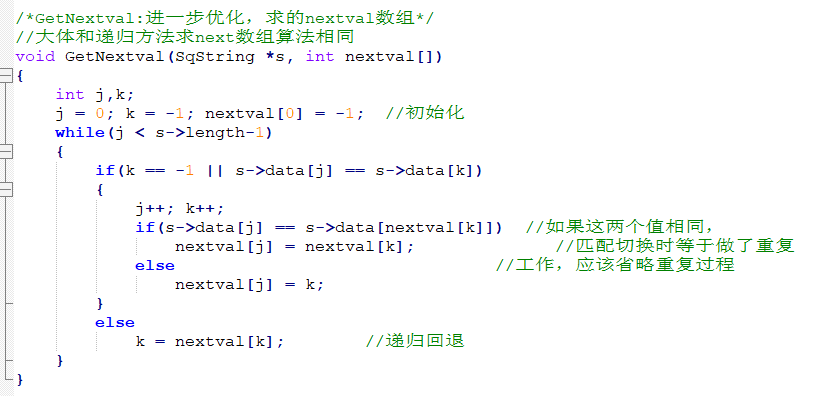 /*GetNextval:进一步优化，求的nextval数组*/
//大体和递归方法求next数组算法相同
void GetNextval(SqString *s, int nextval[])
{
    int j,k;
    j = 0; k = -1; nextval[0] = -1;  //初始化
    while(j < s->length-1)
    {
        if(k == -1 || s->data[j] == s->data[k])
        {
            j++; k++;
            if(s->data[j] == s->data[nextval[k]])  //如果这两个值相同，
                nextval[j] = nextval[k];              //匹配切换时等于做了重复
            else                                //工作，应该省略重复过程
                nextval[j] = k;
        }
        else
            k = nextval[k];        //递归回退
    }
}